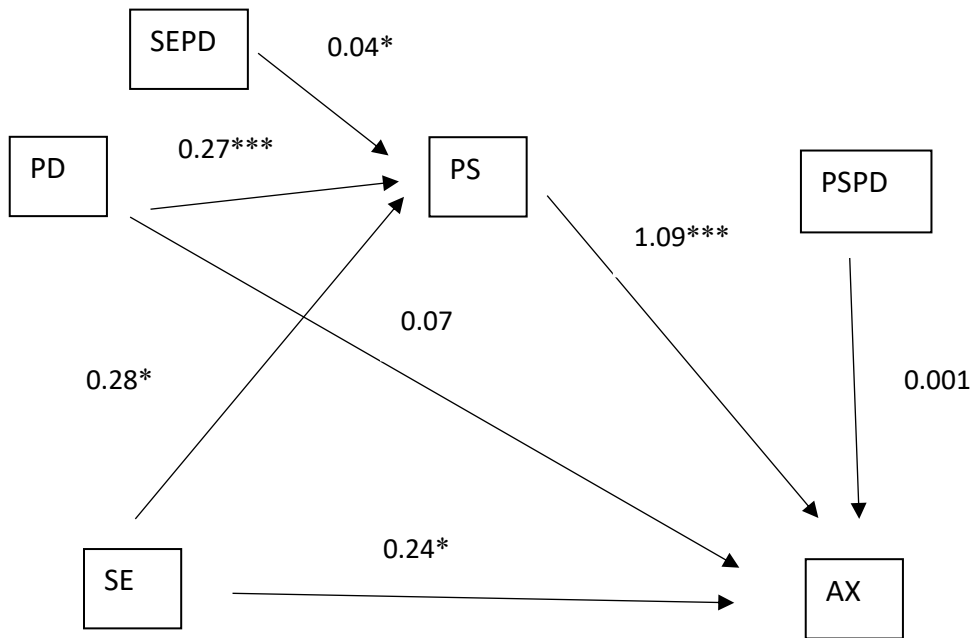 SEPD
0.04*
PD
0.27***
PS
PSPD
1.09***
0.07
0.28*
0.001
SE
0.24*
AX